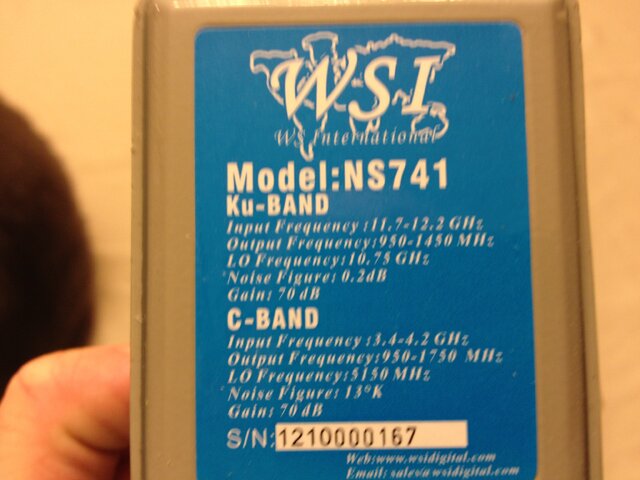 WSI
WS International
Model:NS741
Ku-BAND
Input Frequency:11.7-12.2 GHz
Output Frequency:950-1450 MHz
LO Frequency:10.75 GHz
Noise Figure: 0.2dB
Gain: 70 dB
C-BAND
Input Frequency:3.4-4.2 GHz
Output Frequency:950-1750 MHz
LO Frequency:5150 MHz
Noise Figure: 13°K
Gain: 70 dB
S/N:1210000167
Web:www.wsidigital.com
Email: sales@wsidigital.com